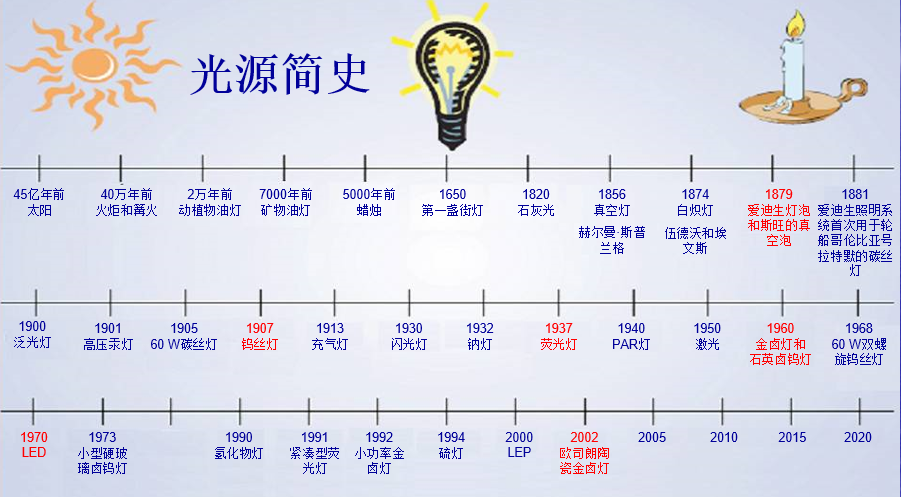 光源简史
45亿年前
太阳
40万年前
火炬和篝火
2万年前
动植物油灯
7000年前
矿物油灯
5000年前
蜡烛
1650
第一盏街灯
1820
石灰光
1856
真空灯
赫尔曼·斯普
兰格
1874
白炽灯
伍德沃和埃
文斯
1879
爱迪生灯泡
和斯旺的真
空泡
1881
爱迪生照明系
统首次用于轮
船哥伦比亚号
拉特默的碳丝
灯
1900
泛光灯
1901
高压汞灯
1905
60 W碳丝灯
1907
钨丝灯
1913
充气灯
1930
闪光灯
1932
钠灯
1937
荧光灯
1940
PAR灯
1950
激光
1960
金卤灯和
石英卤钨灯
1968
60 W双螺
旋钨丝灯
1970
LED
1973
小型硬玻
璃卤钨灯
1990
氢化物灯
1991
紧凑型荧
光灯
1992
小功率金
卤灯
1994
硫灯
2000
LEP
2002
欧司朗陶
瓷金卤灯
2005
2010
2015
2020